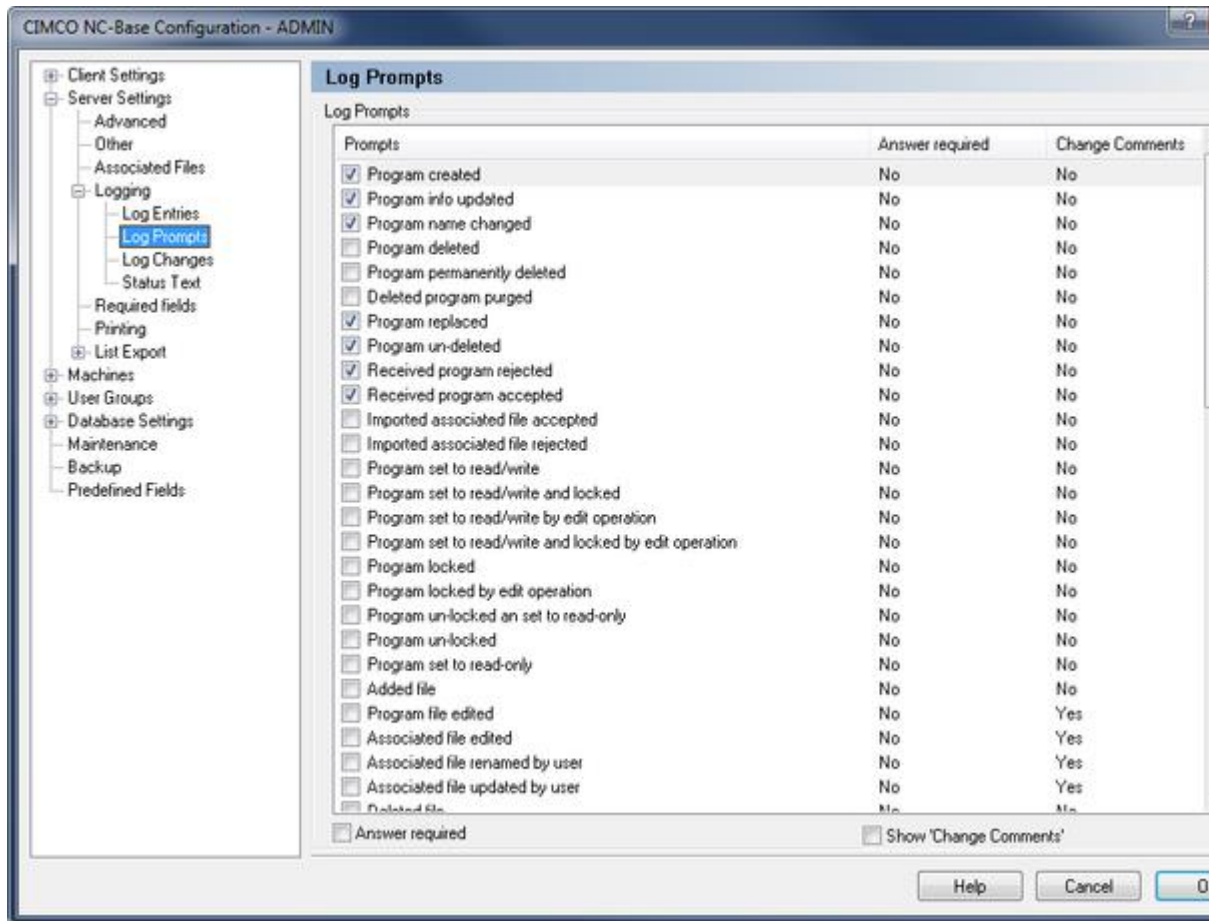 CIMCO NC-Base Configuration - ADMIN
?
Client Settings
Server Settings
Advanced
Other
Associated Files
Logging
Log Entries
Log Prompts
Log Changes
Status Text
Required fields
Printing
List Export
Machines
User Groups
Database Settings
Maintenance
Backup
Predefined Fields
Log Prompts
Log Prompts
Prompts Answer required Change Comments
Program created No No
Program info updated No No
Program name changed No No
Program deleted No No
Program permanently deleted No No
Deleted program purged No No
Program replaced No No
Program un-deleted No No
Received program rejected No No
Received program accepted No No
Imported associated file accepted No No
Imported associated file rejected No No
Program set to read/write No No
Program set to read/write and locked No No
Program set to read/write by edit operation No No
Program set to read/write and locked by edit operation No No
Program locked No No
Program locked by edit operation No No
Program un-locked an set to read-only No No
Program un-locked No No
Program set to read-only No No
Added file No No
Program file edited No Yes
Associated file edited No Yes
Associated file renamed by user No Yes
Associated file updated by user No Yes
Deleted file No No
Answer required Show 'Change Comments'
Help Cancel O